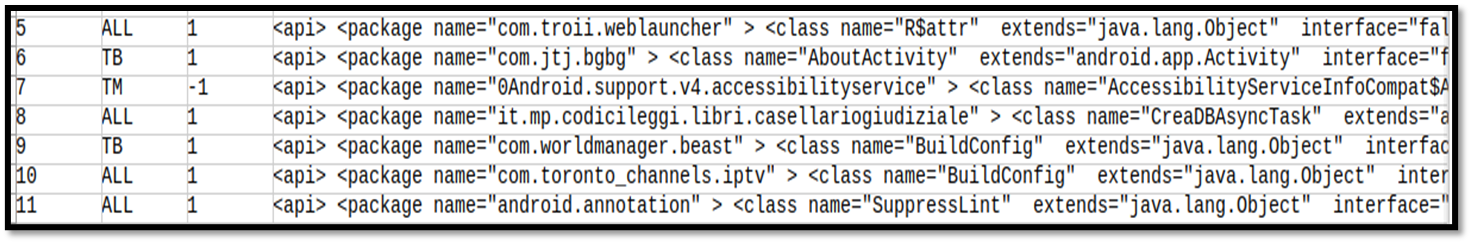 5 ALL 1 <api> <package name="com.troii.weblauncher" > <class name="R$attr" extends="java.lang.Object" interface="fal
6 TB 1 <api> <package name="com.jtj.bgbg" > <class name="AboutActivity" extends="android.app.Activity" interface="f
7 TM -1 <api> <package name="0Android.support.v4.accessibilityservice" > <class name="AccessibilityServiceInfoCompat$A
8 ALL 1 <api> <package name="it.mp.codicileggi.libri.casellariogiudiziale" > <class name="CreaDBAsyncTask" extends="a
9 TB 1 <api> <package name="com.worldmanager.beast" > <class name="BuildConfig" extends="java.lang.Object" interfac
10 ALL 1 <api> <package name="com.toronto_channels.iptv" > <class name="BuildConfig" extends="java.lang.Object" inter
11 ALL 1 <api> <package name="android.annotation" > <class name="SuppressLint" extends="java.lang.Object" interface="